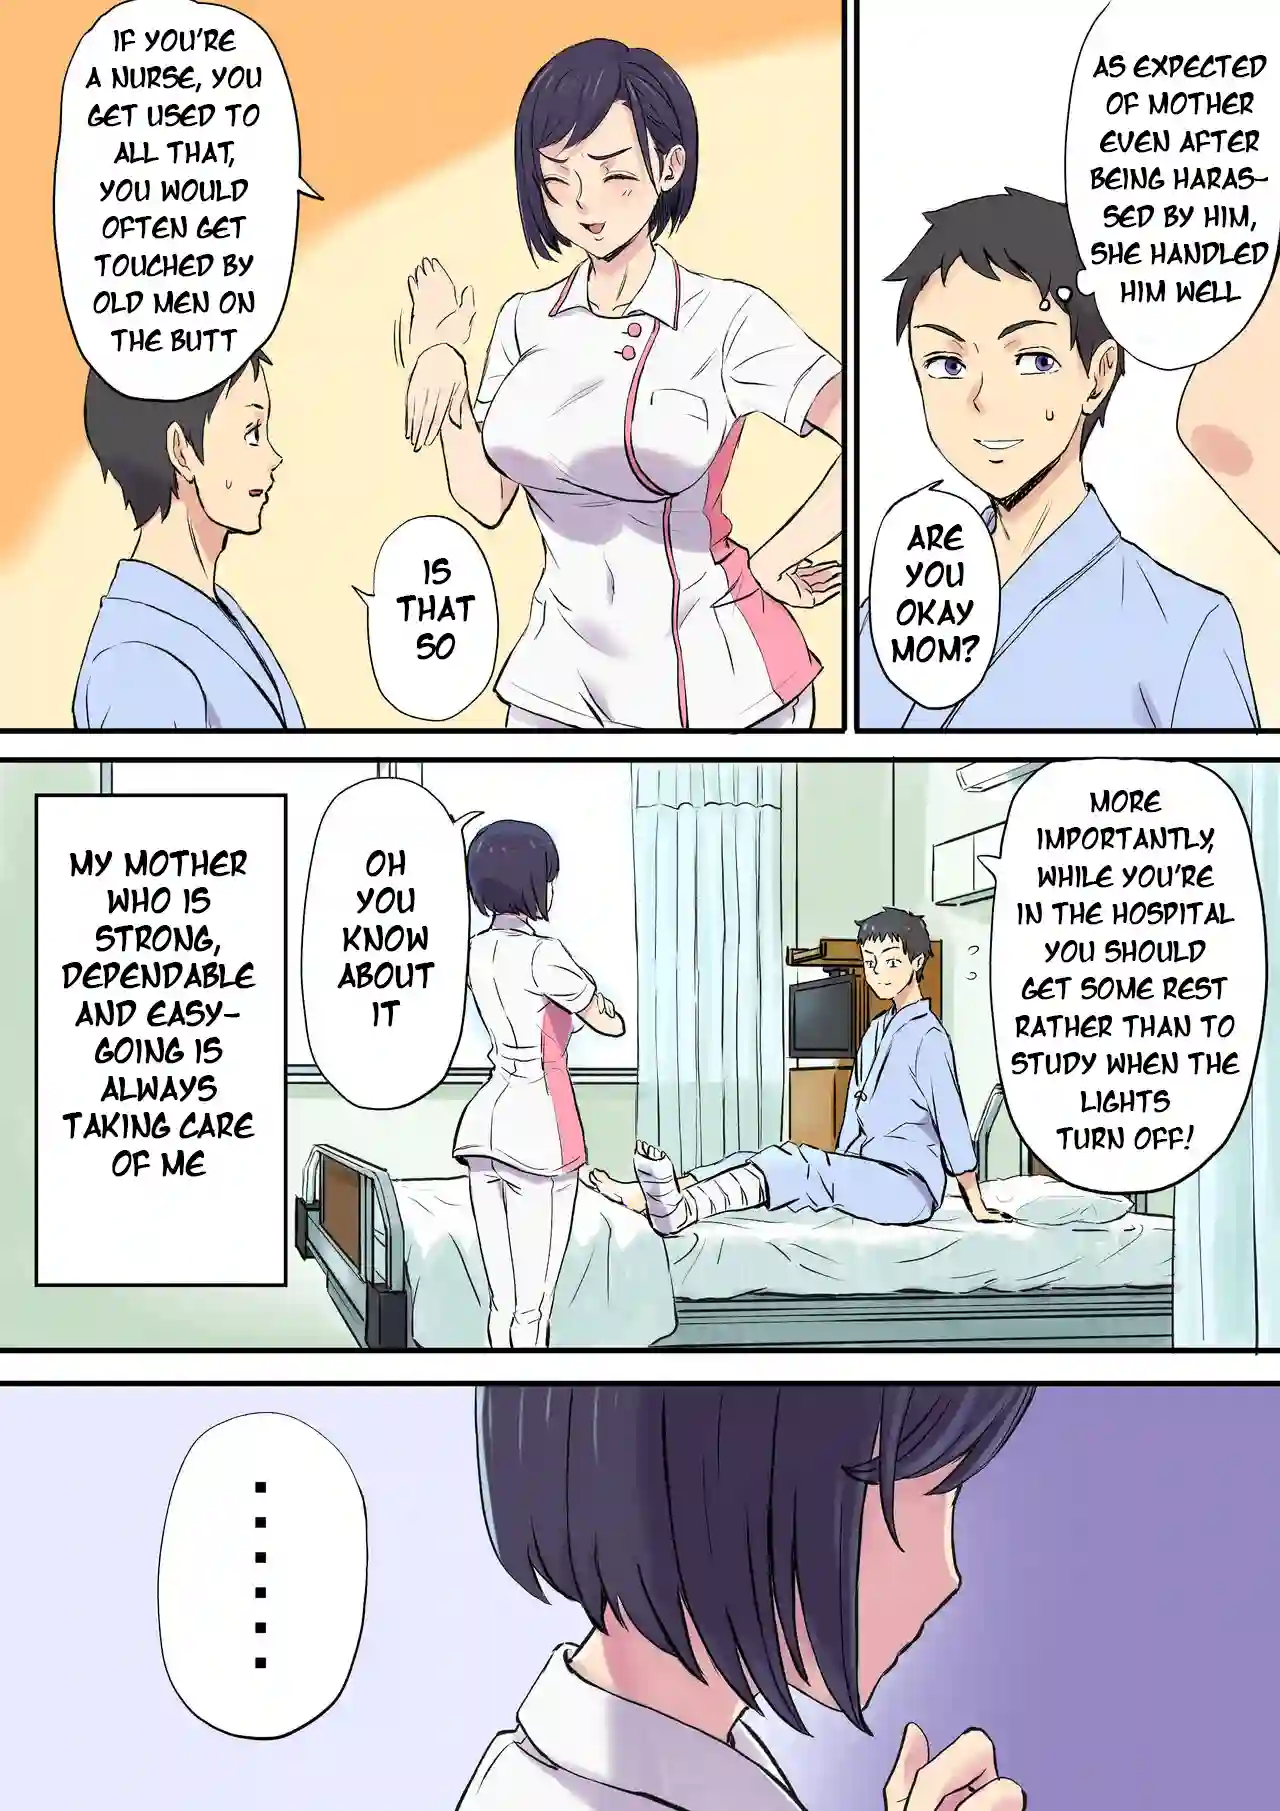 AS EXPECTED
OF MOTHER
EVEN AFTER
BEING HARAS-
SED BY HIM,
SHE HANDLED
HIM WELL
ARE
YOU
OKAY
MOM?
IF YOU'RE
A NURSE, YOU
GET USED TO
ALL THAT,
YOU WOULD
OFTEN GET
TOUCHED BY
OLD MEN ON
THE BUTT
IS
THAT
SO
MORE
IMPORTANTLY,
WHILE YOU'RE
IN THE HOSPITAL
YOU SHOULD
GET SOME REST
RATHER THAN TO
STUDY WHEN THE
LIGHTS
TURN OFF!
OH
YOU
KNOW
ABOUT
IT
MY MOTHER
WHO IS
STRONG,
DEPENDABLE
AND EASY-
GOING IS
ALWAYS
TAKING CARE
OF ME
......